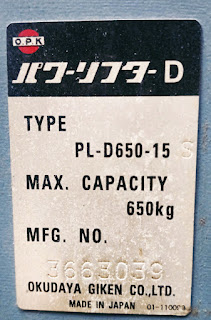 O.P.K
パワーリフターD
TYPE
PL-D650-15 S
MAX. CAPACITY
650kg
MFG. NO.
3663039
OKUDAYA GIKEN CO.,LTD.
MADE IN JAPAN